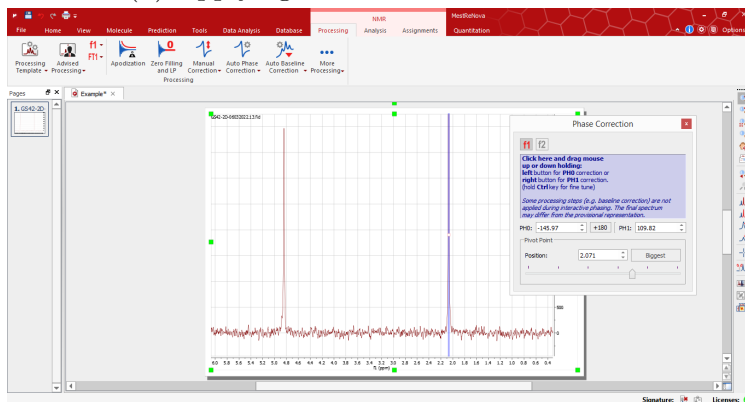 NMR
MestReNova
File Home View Molecule Prediction Tools Data Analysis Database Processing Analysis Assignments Quantitation Options
f1
FT1
Processing Template Advised Processing Apodization Zero Filling and LP Manual Correction Auto Phase Correction Auto Baseline Correction More Processing
Processing
Pages
Example*
1. GS42-2D-
Phase Correction
f1 f2
Click here and drag mouse
up or down holding:
left button for PH0 correction or
right button for PH1 correction.
(hold Ctrl key for fine tune)
Some processing steps (e.g. baseline correction) are not
applied during interactive phasing. The final spectrum
may differ from the provisional representation.
PH0: -145.97 +180 PH1: 109.82
Pivot Point
Position: 2.071 Biggest
0
6.0 5.8 5.6 5.4 5.2 5.0 4.8 4.6 4.4 4.2 4.0 3.8 3.6 3.4 3.2 3.0 2.8 2.6 2.4 2.2 2.0 1.8 1.6 1.4 1.2 1.0 0.8 0.6 0.4
f1 (ppm)
Signature: Licenses: